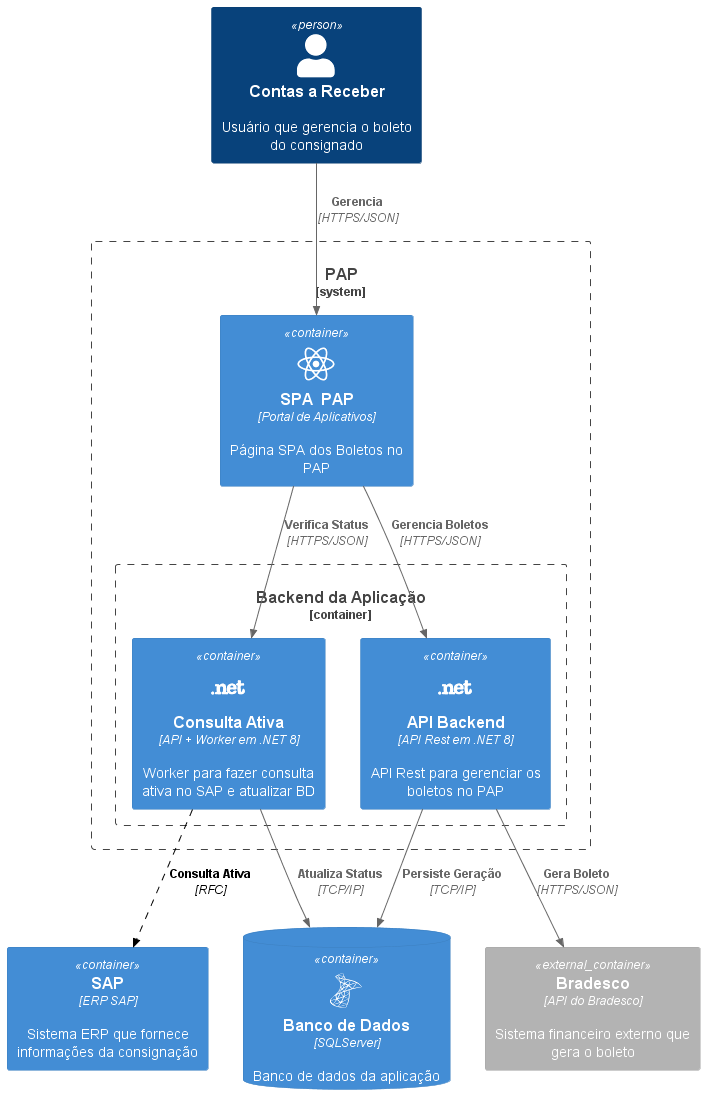 «person»
Contas a Receber
Usuário que gerencia o boleto
do consignado
Gerencia
[HTTPS/JSON]
PAP
[system]
«container»
SPA PAP
[Portal de Aplicativos]
Página SPA dos Boletos no
PAP
Verifica Status
[HTTPS/JSON]
Gerencia Boletos
[HTTPS/JSON]
Backend da Aplicação
[container]
«container»
.net
Consulta Ativa
[API + Worker em .NET 8]
Worker para fazer consulta
ativa no SAP e atualizar BD
«container»
.net
API Backend
[API Rest em .NET 8]
API Rest para gerenciar os
boletos no PAP
Consulta Ativa
[RFC]
Atualiza Status
[TCP/IP]
Persiste Geração
[TCP/IP]
Gera Boleto
[HTTPS/JSON]
«container»
SAP
[ERP SAP]
Sistema ERP que fornece
informações da consignação
«container»
Banco de Dados
[SQLServer]
Banco de dados da aplicação
«external_container»
Bradesco
[API do Bradesco]
Sistema financeiro externo que
gera o boleto